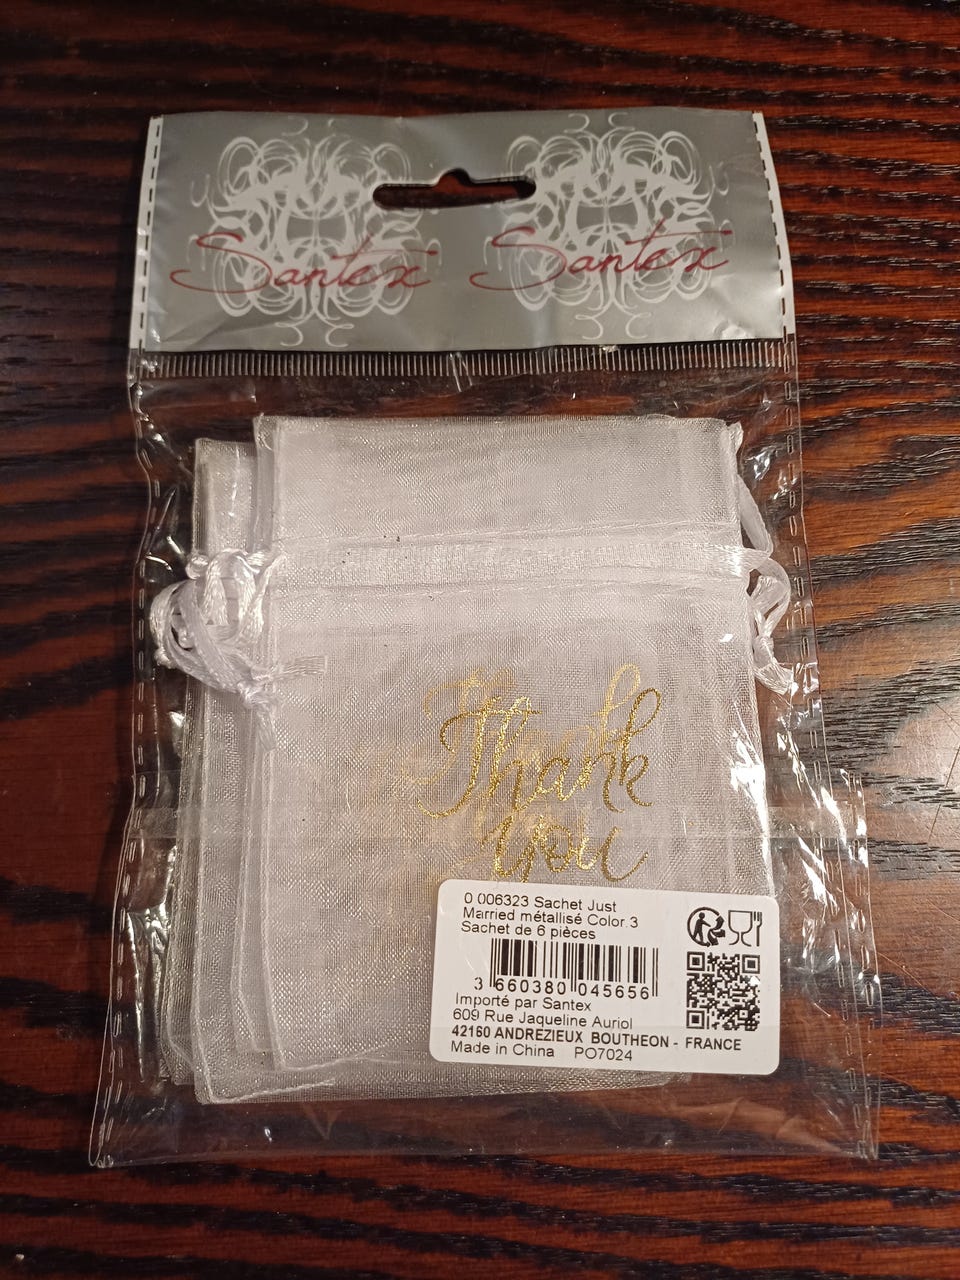 Santex Santex
Thank
You
0 006323 Sachet Just
Married métallisé Color.3
Sachet de 6 pièces
3 660380 045656
Importé par Santex
609 Rue Jaqueline Auriol
42160 ANDREZIEUX BOUTHEON - FRANCE
Made in China PO7024